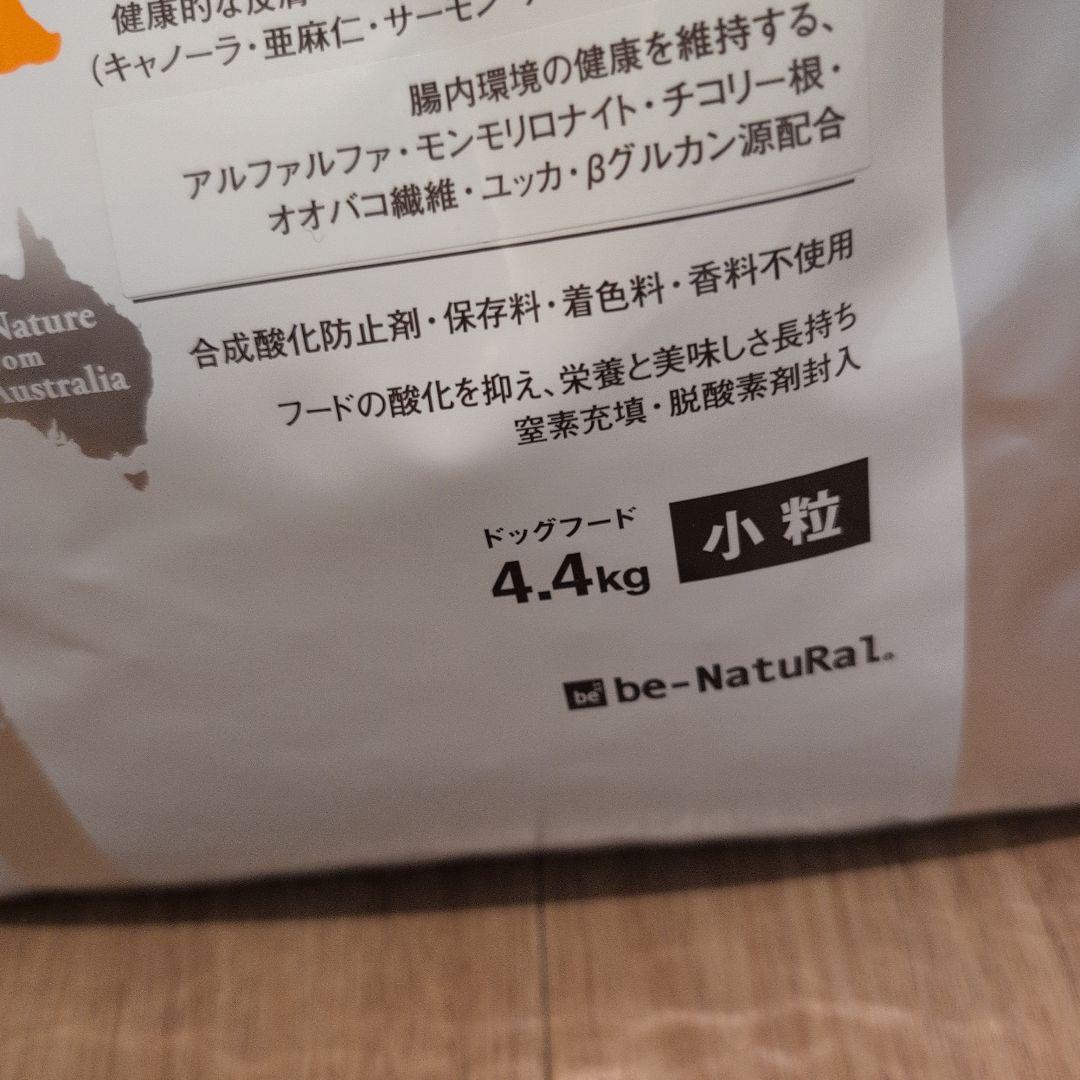 健康的な皮膚
(キャノーラ・亜麻仁・サーモン
腸内環境の健康を維持する、
アルファルファ・モンモリロナイト・チコリー根・
オオバコ繊維・ユッカ・βグルカン源配合
合成酸化防止剤・保存料・着色料・香料不使用
フードの酸化を抑え、栄養と美味しさ長持ち
窒素充填・脱酸素剤封入
Nature
from
Australia
ドッグフード
4.4kg
小粒
be be-NatuRal